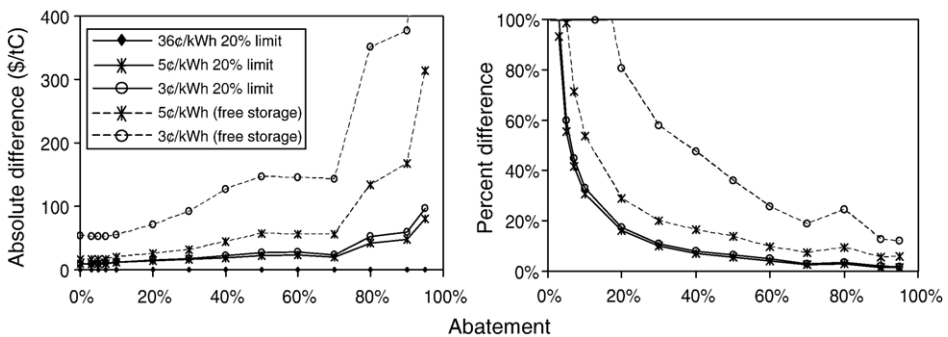 Absolute difference ($/tC)
400
300
200
100
0
36¢/kWh 20% limit
5¢/kWh 20% limit
3¢/kWh 20% limit
5¢/kWh (free storage)
3¢/kWh (free storage)
0% 20% 40% 60% 80% 100%
Percent difference
100%
80%
60%
40%
20%
0%
0% 20% 40% 60% 80% 100%
Abatement